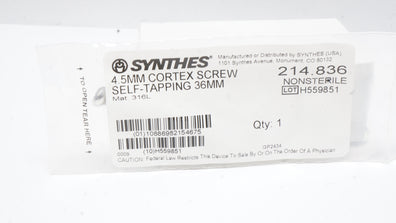 SYNTHES®
Manufactured or Distributed by SYNTHES (USA)
1101 Synthes Avenue, Monument, CO 80132
4.5MM CORTEX SCREW
SELF-TAPPING 36MM
Mat. 316L
214.836
NONSTERILE
LOT H559851
TO OPEN TEAR HERE
(01)10886982154675
Qty: 1
(10)H559851
GP2434
CAUTION: Federal Law Restricts This Device To Sale By Or On The Order Of A Physician